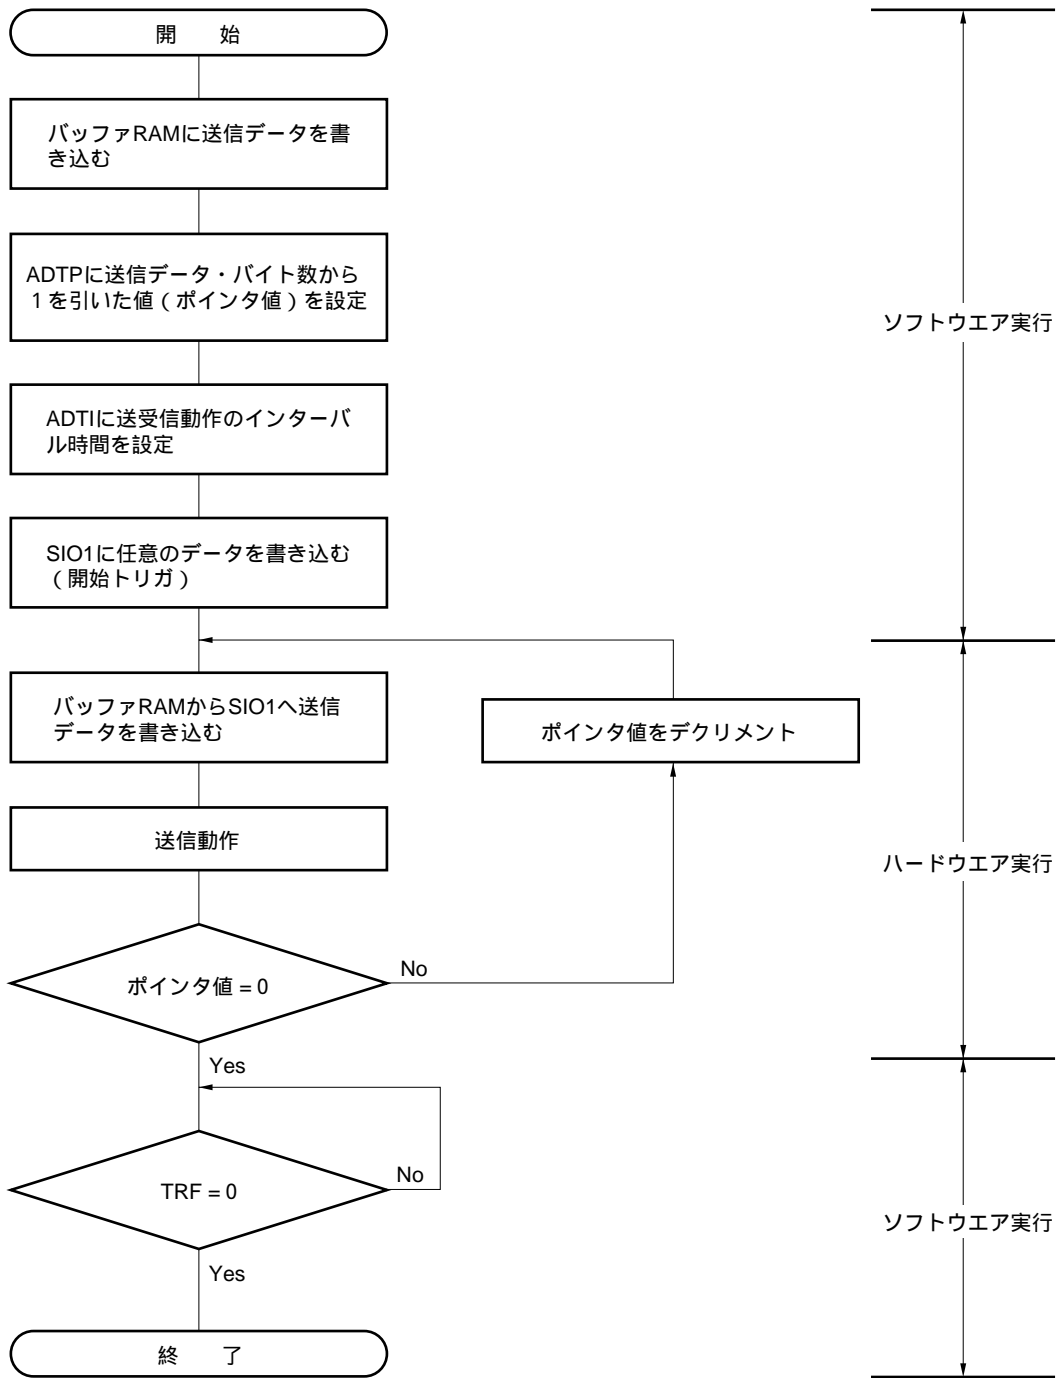 開　　始
バッファRAMに送信データを書
き込む
ADTPに送信データ・バイト数から
１を引いた値（ポインタ値）を設定
ソフトウエア実行
ADTIに送受信動作のインターバ
ル時間を設定
SIO1に任意のデータを書き込む
（開始トリガ）
バッファRAMからSIO1へ送信
データを書き込む
ポインタ値をデクリメント
送信動作
ハードウエア実行
ポインタ値 = 0
No
Yes
TRF = 0
No
ソフトウエア実行
Yes
終　　了